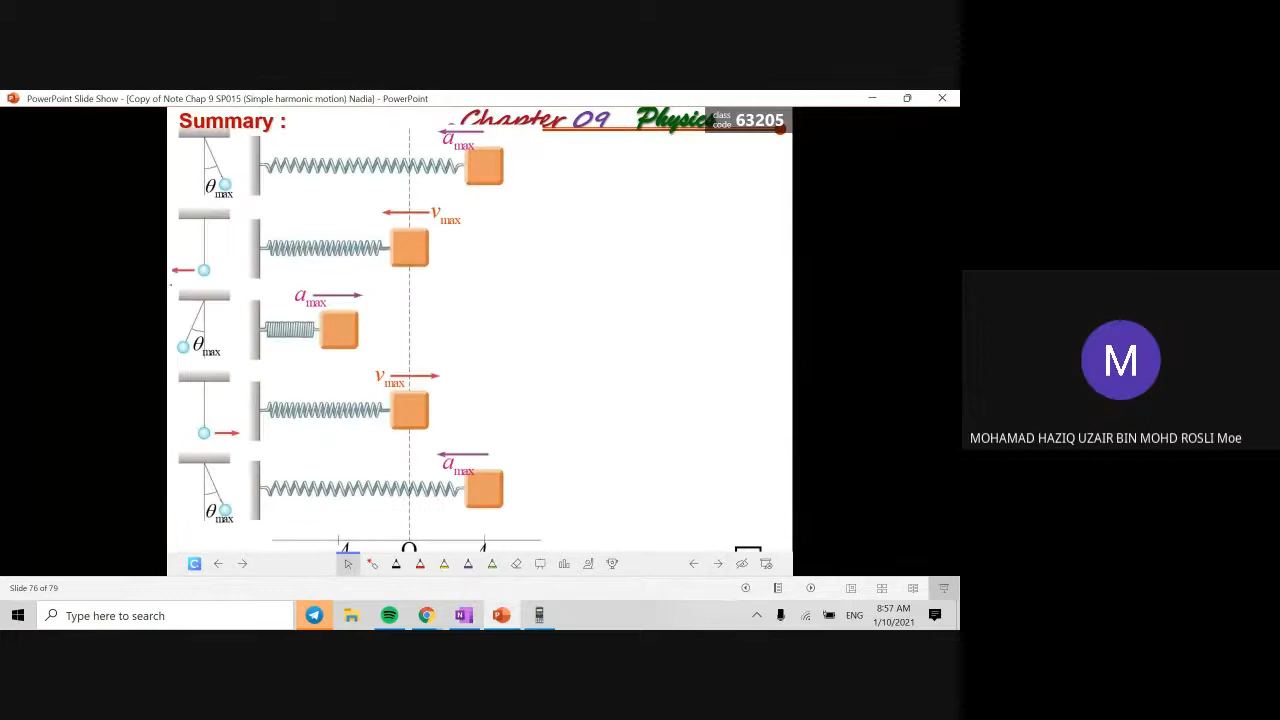 PowerPoint Slide Show - [Copy of Note Chap 9 SP015 (Simple harmonic motion) Nadia] - PowerPoint
Summary :
Chapter 09 Physics
class code 63205
a max
θ max
v max
a max
θ max
v max
a max
θ max
A O A
Slide 76 of 79
Type here to search
ENG
8:57 AM
1/10/2021
M
MOHAMAD HAZIQ UZAIR BIN MOHD ROSLI Moe